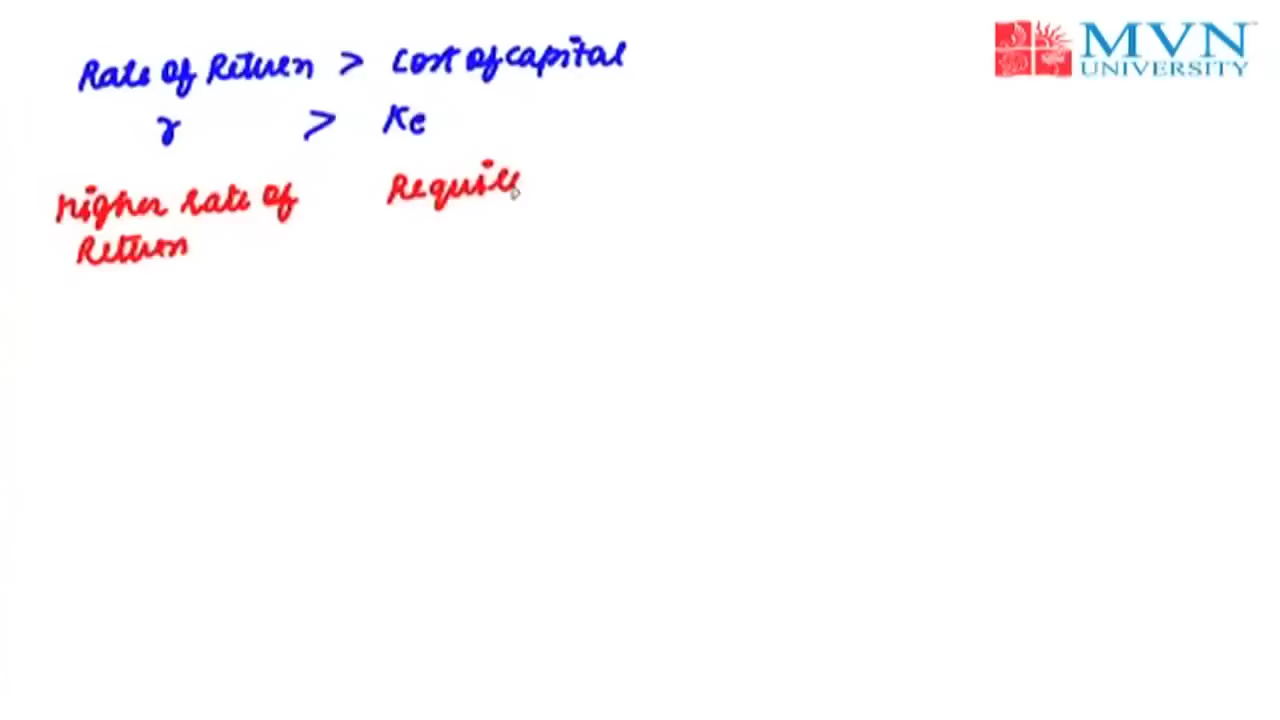 Rate of Return > Cost of capital
r > Ke
Higher rate of Require
Return
MVN
UNIVERSITY